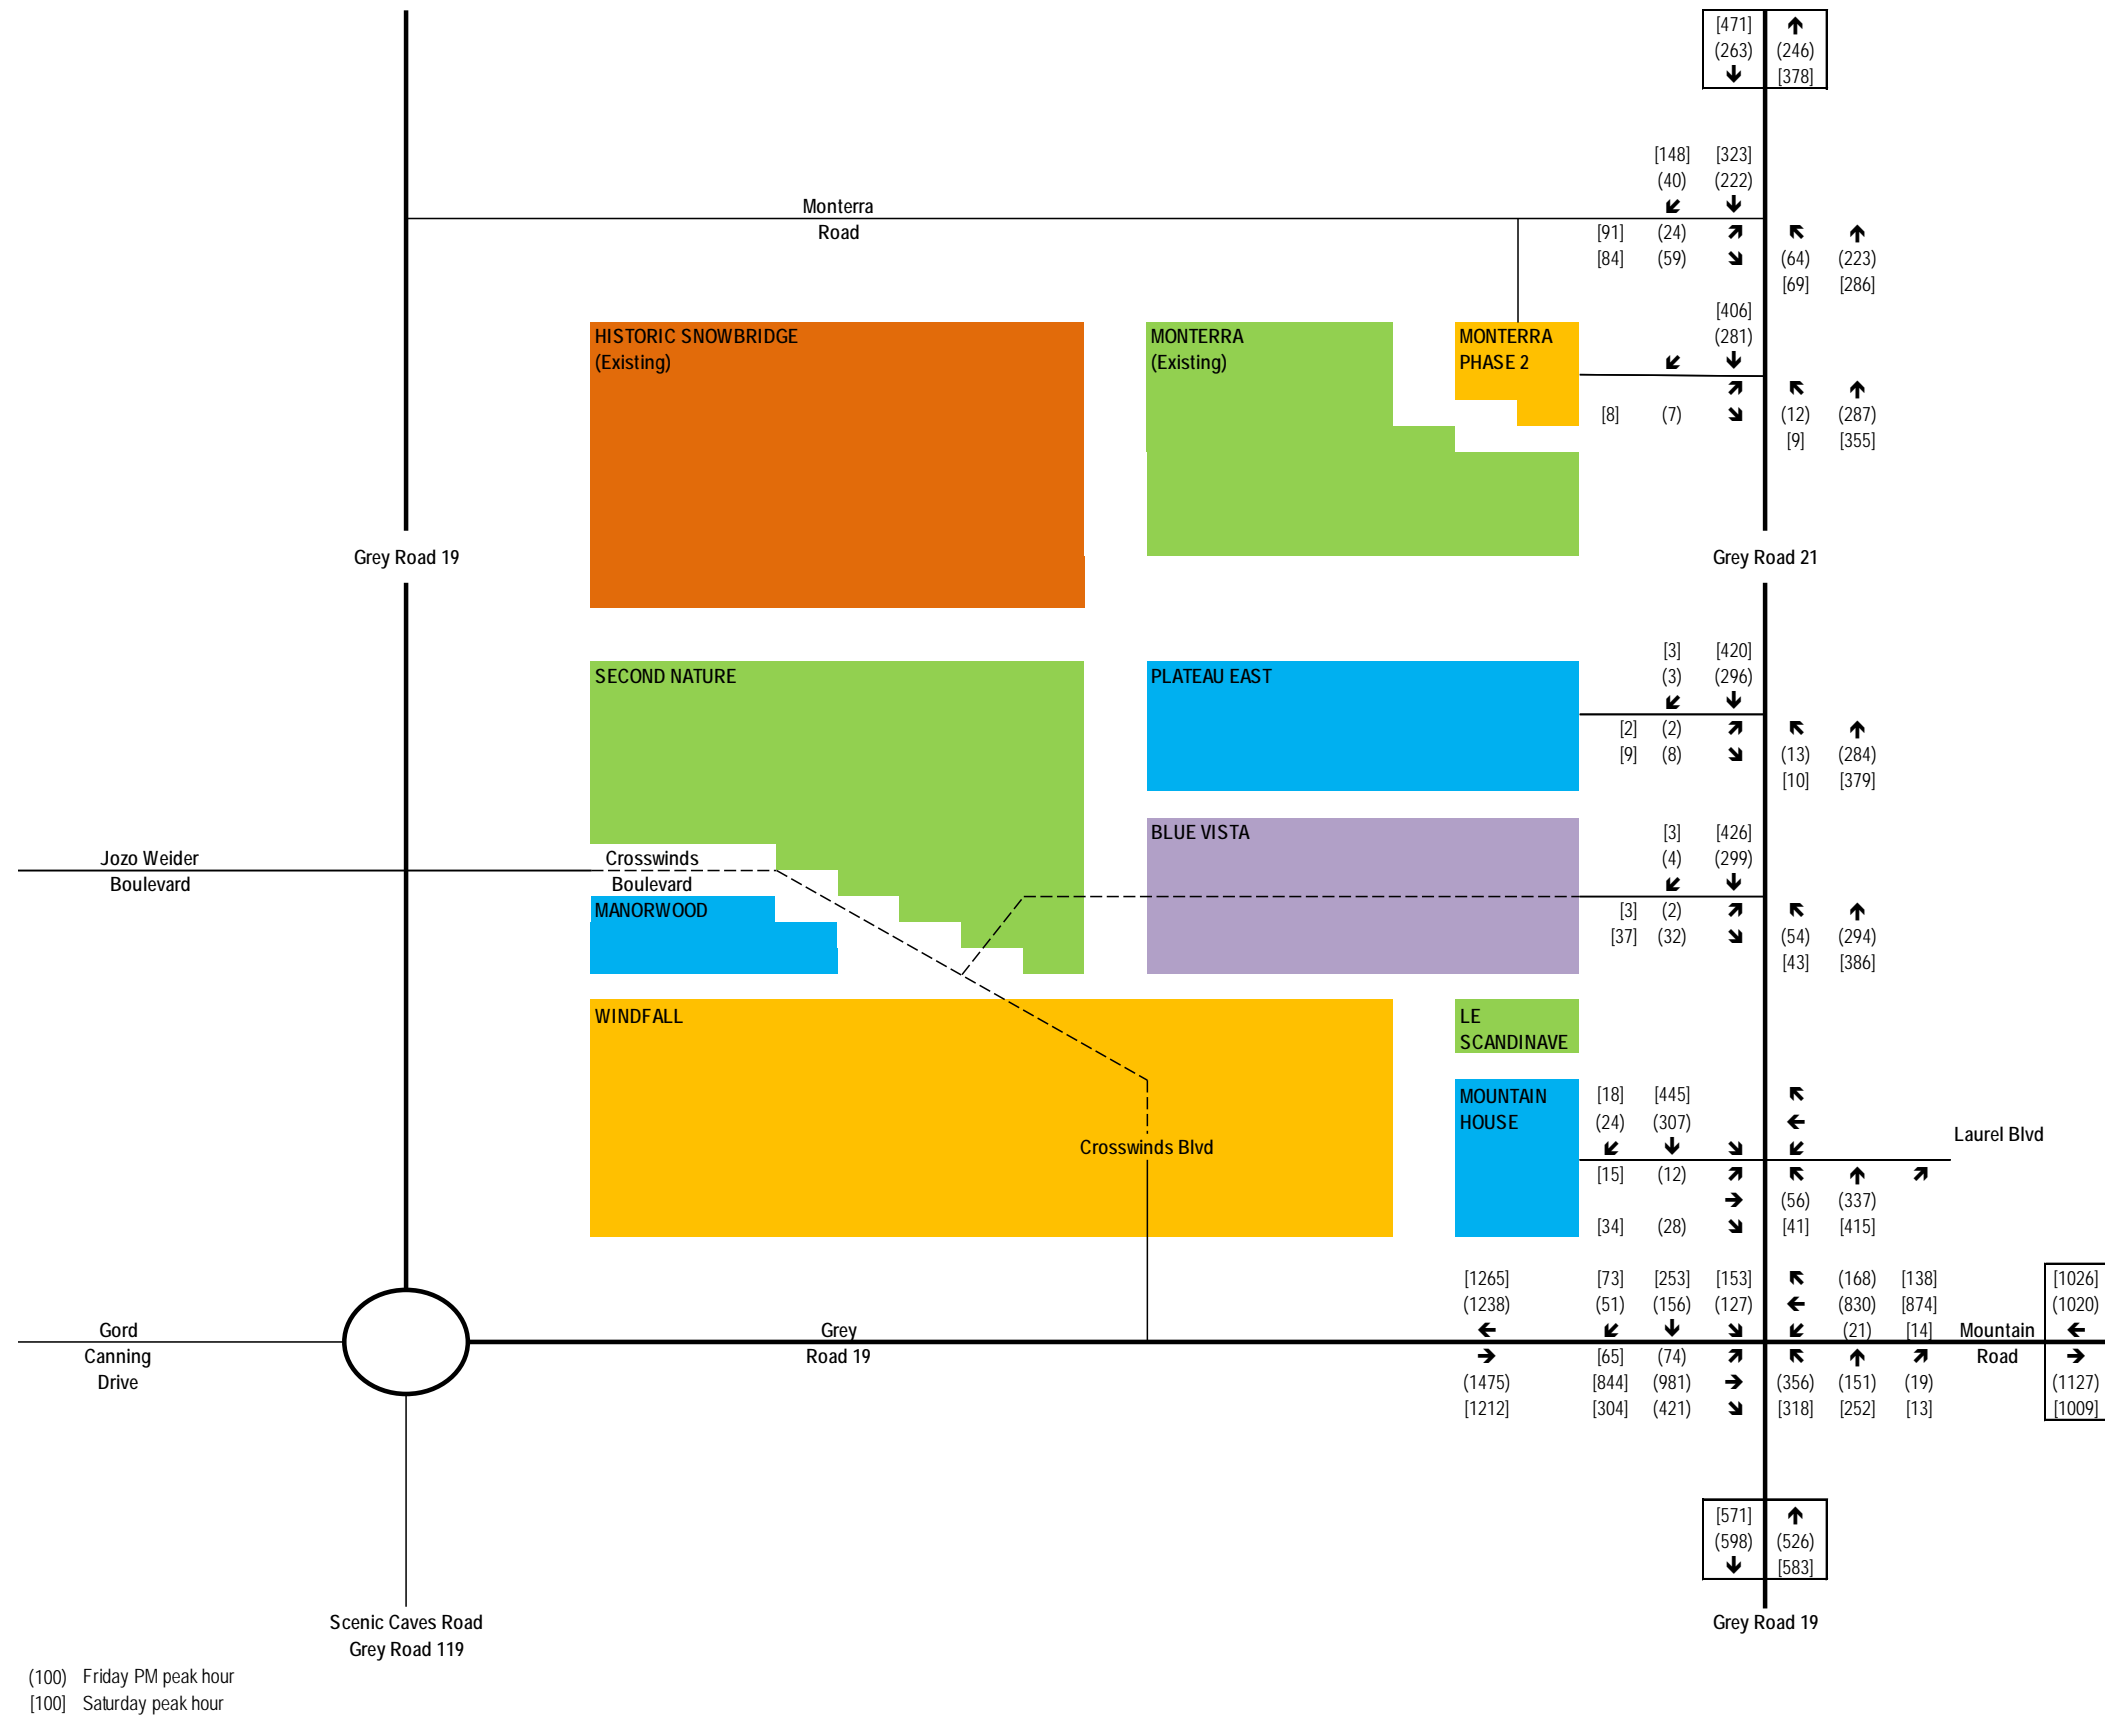 [471] 🡹
(263) (246)
🡻 [378]
[148] [323]
(40) (222)
Monterra 🡿 🡻
Road [91] (24) 🡽 🡼 🡹
[84] (59) 🡾 (64) (223)
[69] [286]
[406]
HISTORIC SNOWBRIDGE MONTERRA MONTERRA (281)
(Existing) (Existing) PHASE 2 🡿 🡻
🡽 🡼 🡹
[8] (7) 🡾 (12) (287)
[9] [355]
Grey Road 19 Grey Road 21
[3] [420]
SECOND NATURE PLATEAU EAST (3) (296)
🡿 🡻
[2] (2) 🡽 🡼 🡹
[9] (8) 🡾 (13) (284)
[10] [379]
BLUE VISTA [3] [426]
Jozo Weider Crosswinds (4) (299)
Boulevard Boulevard 🡿 🡻
MANORWOOD [3] (2) 🡽 🡼 🡹
[37] (32) 🡾 (54) (294)
[43] [386]
WINDFALL LE
SCANDINAVE
MOUNTAIN [18] [445] 🡼
HOUSE (24) (307) 🡸
Laurel Blvd
Crosswinds Blvd 🡿 🡻 🡾 🡿
[15] (12) 🡽 🡼 🡹 🡽
🡺 (56) (337)
[34] (28) 🡾 [41] [415]
[1265] [73] [253] [153] 🡼 (168) [138] [1026]
(1238) (51) (156) (127) 🡸 (830) [874] (1020)
Gord Grey 🡸 🡿 🡻 🡾 🡿 (21) [14] Mountain 🡸
Canning Road 19 🡺 [65] (74) 🡽 🡼 🡹 🡽 Road 🡺
Drive (1475) [844] (981) 🡺 (356) (151) (19) (1127)
[1212] [304] (421) 🡾 [318] [252] [13] [1009]
[571] 🡹
(598) (526)
🡻 [583]
Scenic Caves Road Grey Road 19
Grey Road 119
(100) Friday PM peak hour
[100] Saturday peak hour